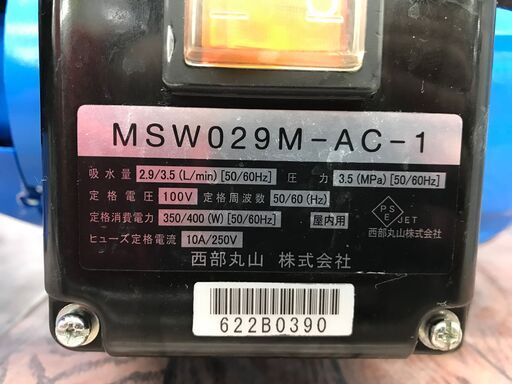 MSW029M-AC-1
吸水量 2.9/3.5 (L/min) [50/60Hz] 圧力 3.5 (MPa) [50/60Hz]
定格電圧 100V 定格周波数 50/60 (Hz)
定格消費電力 350/400 (W) [50/60Hz] 屋内用
ヒューズ定格電流 10A/250V
PS
E JET
西部丸山株式会社
西部丸山 株式会社
622B0390